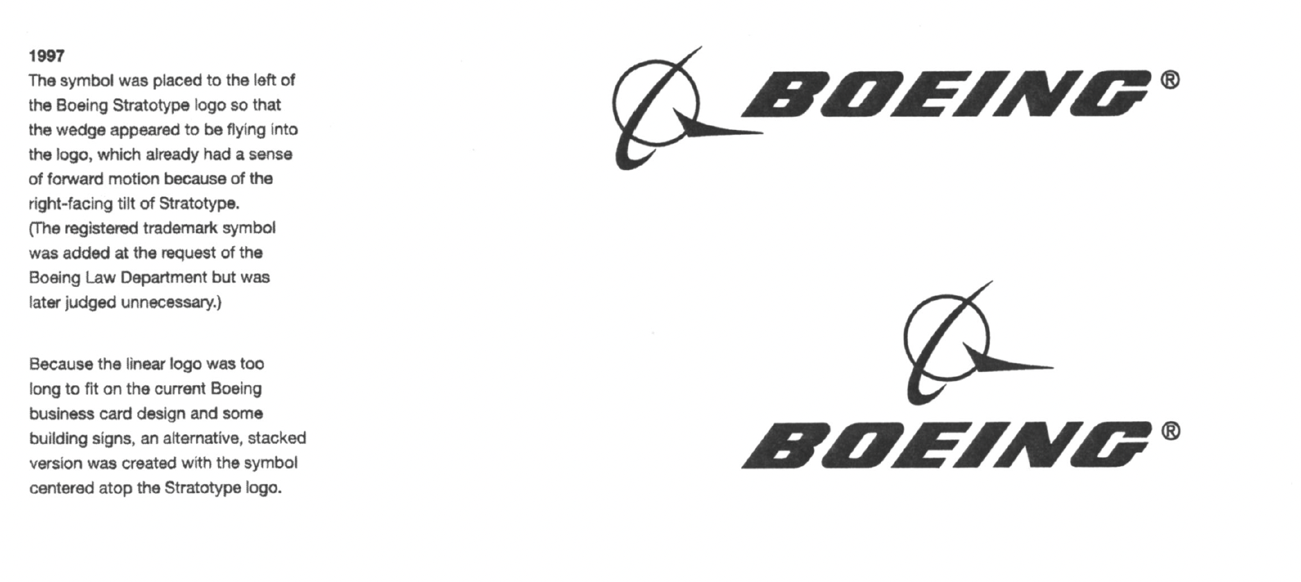 1997
The symbol was placed to the left of
the Boeing Stratotype logo so that
the wedge appeared to be flying into
the logo, which already had a sense
of forward motion because of the
right-facing tilt of Stratotype.
(The registered trademark symbol
was added at the request of the
Boeing Law Department but was
later judged unnecessary.)
Because the linear logo was too
long to fit on the current Boeing
business card design and some
building signs, an alternative, stacked
version was created with the symbol
centered atop the Stratotype logo.
BOEING®
BOEING®